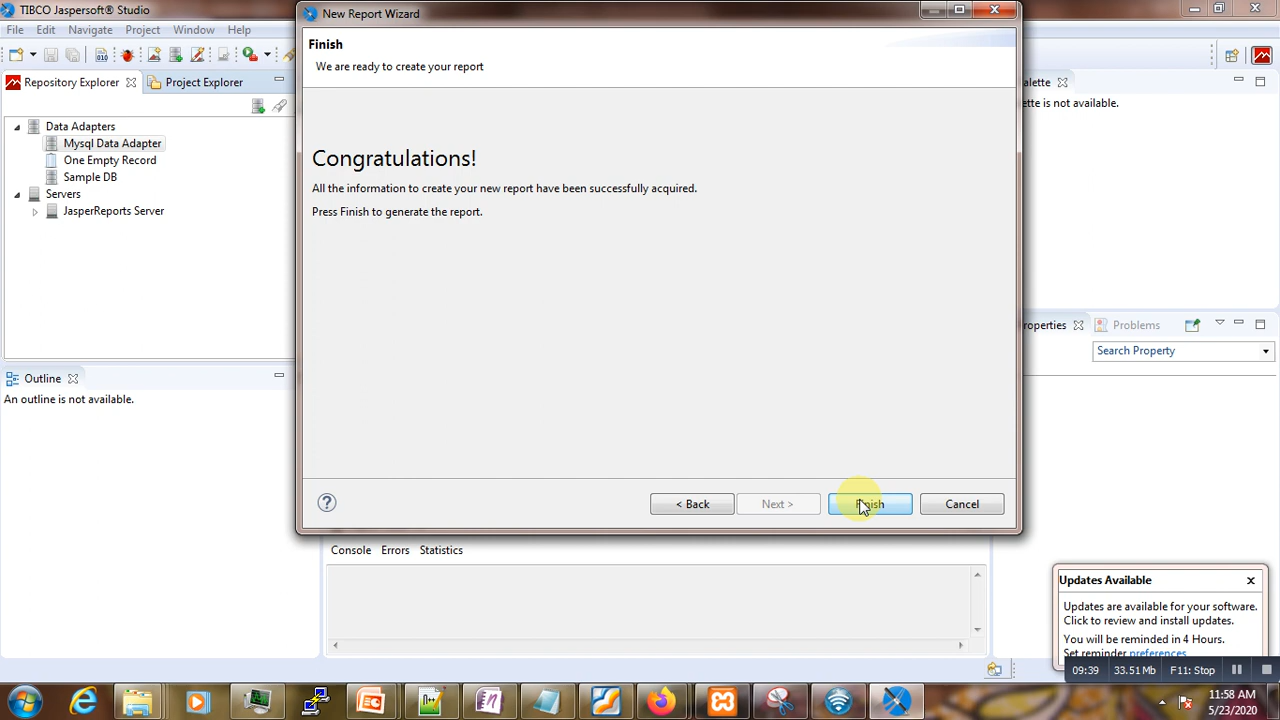 TIBCO Jaspersoft® Studio
New Report Wizard
File Edit Navigate Project Window Help
Finish
We are ready to create your report
Repository Explorer
Project Explorer
alette
ette is not available.
Data Adapters
Mysql Data Adapter
One Empty Record
Sample DB
Servers
JasperReports Server
Congratulations!
All the information to create your new report have been successfully acquired.
Press Finish to generate the report.
roperties
Problems
Search Property
Outline
An outline is not available.
< Back
Next >
Finish
Cancel
Console Errors Statistics
Updates Available
Updates are available for your software.
Click to review and install updates.
You will be reminded in 4 Hours.
Set reminder preferences.
09:39 33.51 Mb F11: Stop
11:58 AM
5/23/2020